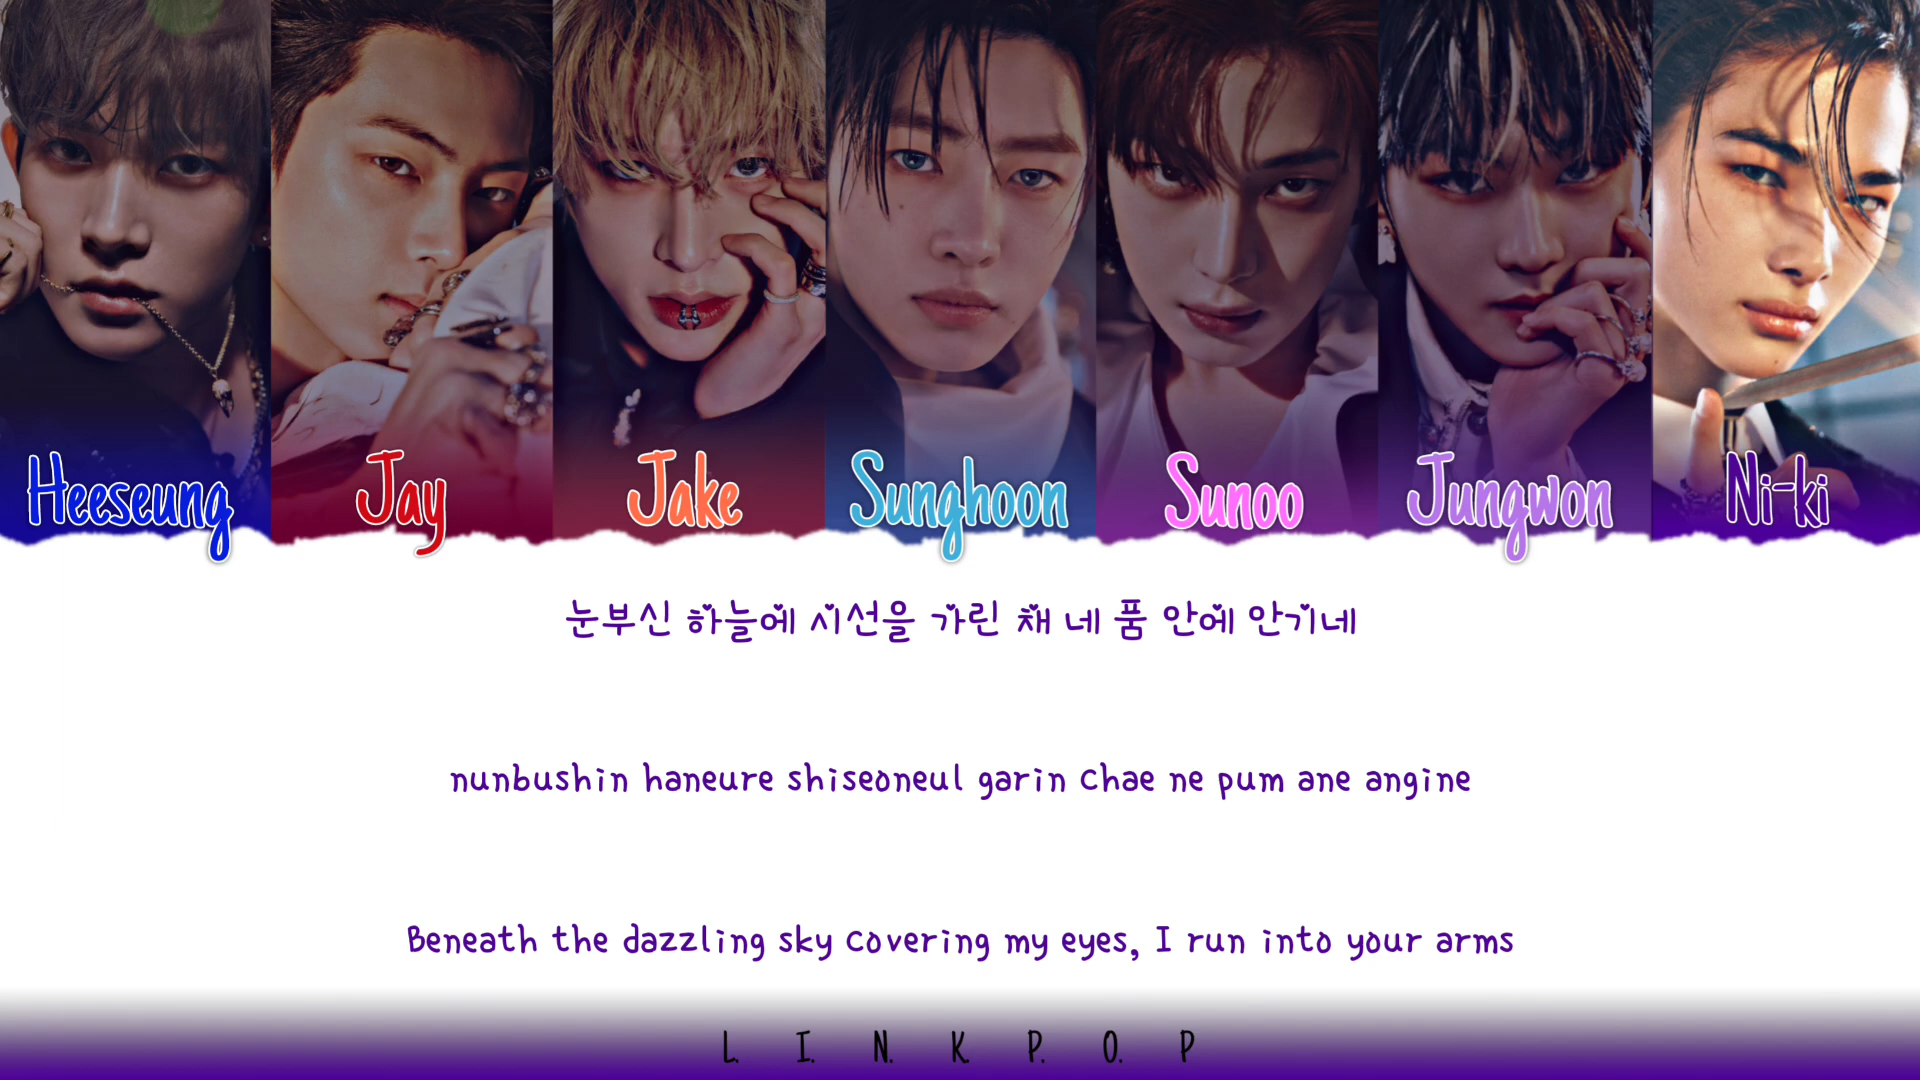 Heeseung Jay Jake Sunghoon Sunoo Jungwon Ni-ki
눈부신 하늘에 시선을 가린 채 네 품 안에 안기네
nunbushin haneure shiseoneul garin chae ne pum ane angine
Beneath the dazzling sky covering my eyes, I run into your arms
L. I. N. K. P. O. P